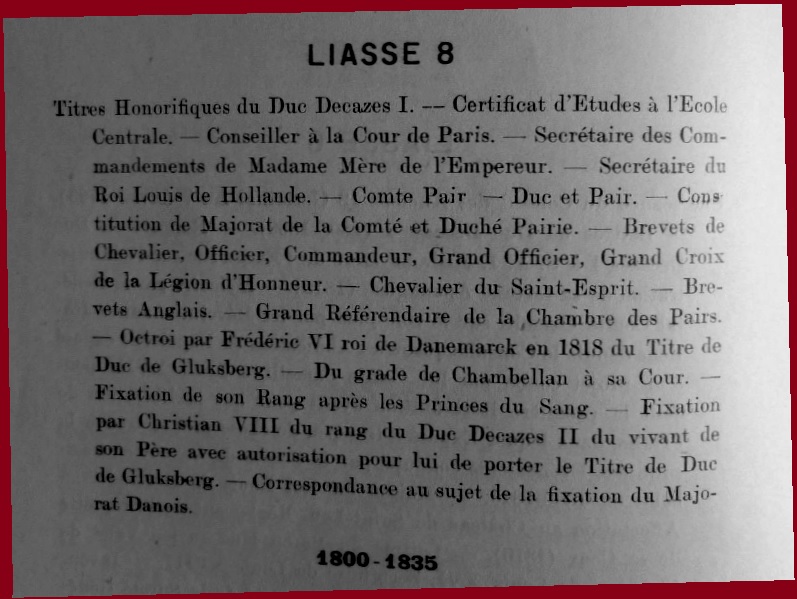 LIASSE 8
Titres Honorifiques du Duc Decazes I. — Certificat d'Etudes à l'Ecole
Centrale. — Conseiller à la Cour de Paris. — Secrétaire des Com-
mandements de Madame Mère de l'Empereur. — Secrétaire du
Roi Louis de Hollande. — Comte Pair — Duc et Pair. — Cons-
titution de Majorat de la Comté et Duché Pairie. — Brevets de
Chevalier, Officier, Commandeur, Grand Officier, Grand Croix
de la Légion d'Honneur. — Chevalier du Saint-Esprit. — Bre-
vets Anglais. — Grand Référendaire de la Chambre des Pairs.
— Octroi par Frédéric VI roi de Danemarck en 1818 du Titre de
Duc de Gluksberg. — Du grade de Chambellan à sa Cour. —
Fixation de son Rang après les Princes du Sang. — Fixation
par Christian VIII du rang du Duc Decazes II du vivant de
son Père avec autorisation pour lui de porter le Titre de Duc
de Gluksberg. — Correspondance au sujet de la fixation du Majo-
rat Danois.
1800-1835